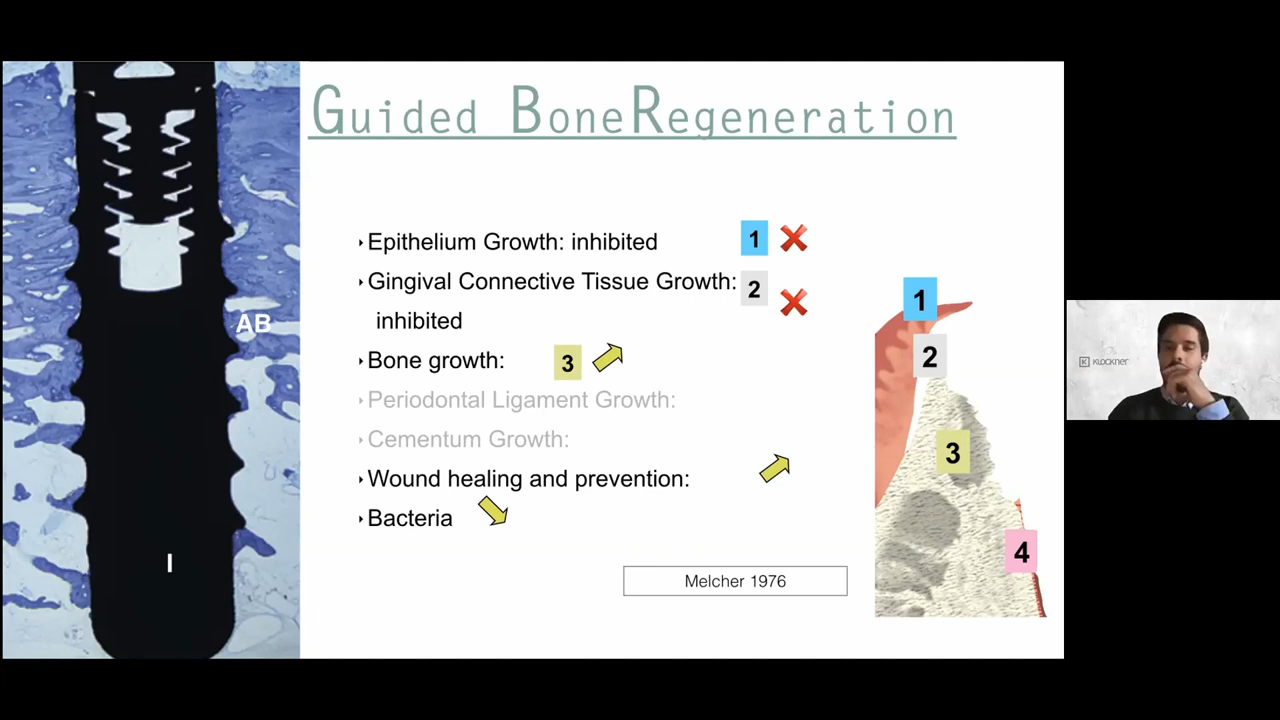 Guided BoneRegeneration
Epithelium Growth: inhibited 1
Gingival Connective Tissue Growth: 2
inhibited
Bone growth: 3
Periodontal Ligament Growth:
Cementum Growth:
Wound healing and prevention:
Bacteria
Melcher 1976
AB
I
1
2
3
4
KLOCKNER